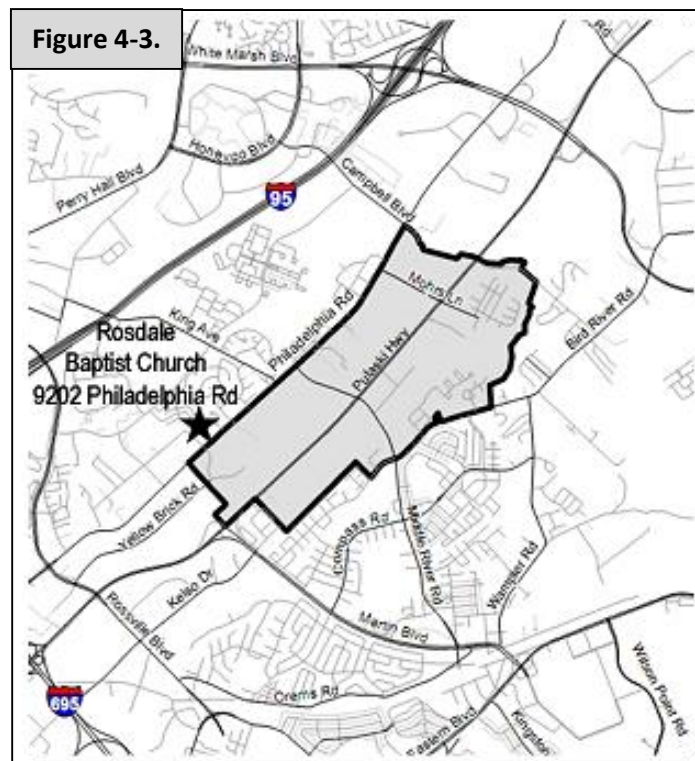 Figure 4-3.
Rd
White Marsh Blvd
Honeygo Blvd
Perry Hall Blvd
95
Campbell Blvd
Mohrs Ln
Bird River Rd
King Ave
Philadelphia Rd
Pulaski Hwy
Rosdale
Baptist Church
9202 Philadelphia Rd
Yellow Brick Rd
Compass Rd
Middle River Rd
Wampler Rd
Kelso Dr
Rossville Blvd
Martin Blvd
Orems Rd
695
Eastern Blvd
Kingston
Wilson Point Rd